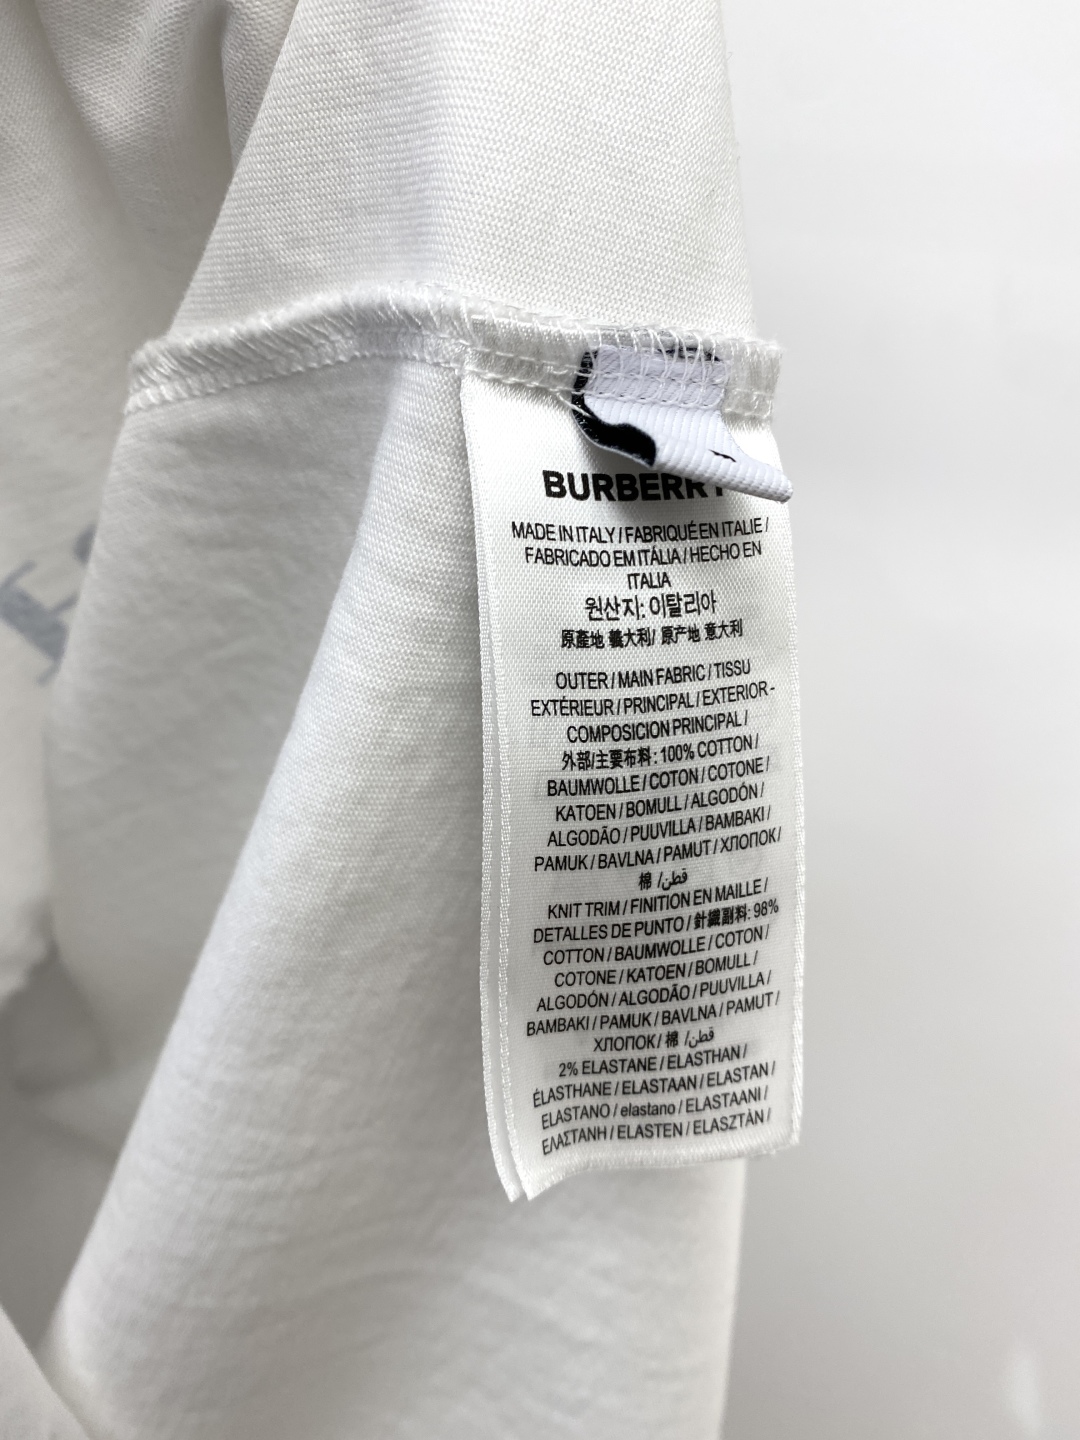 BURBERRY
MADE IN ITALY / FABRIQUÉ EN ITALIE /
FABRICADO EM ITÁLIA / HECHO EN
ITALIA
원산지: 이탈리아
原產地 義大利/ 原产地 意大利
OUTER / MAIN FABRIC / TISSU
EXTÉRIEUR / PRINCIPAL / EXTERIOR -
COMPOSICION PRINCIPAL /
外部/主要布料: 100% COTTON /
BAUMWOLLE / COTON / COTONE /
KATOEN / BOMULL / ALGODÓN /
ALGODÃO / PUUVILLA / BAMBAKI /
PAMUK / BAVLNA / PAMUT / ХЛОПОК /
棉 /قطن
KNIT TRIM / FINITION EN MAILLE /
DETALLES DE PUNTO / 針織副料: 98%
COTTON / BAUMWOLLE / COTON /
COTONE / KATOEN / BOMULL /
ALGODÓN / ALGODÃO / PUUVILLA /
BAMBAKI / PAMUK / BAVLNA / PAMUT /
ХЛОПОК / 棉 /قطن
2% ELASTANE / ELASTHAN /
ÉLASTHANE / ELASTAAN / ELASTAN /
ELASTANO / elastano / ELASTAANI /
ΕΛΑΣΤΑΝΗ / ELASTEN / ELASZTÀN /